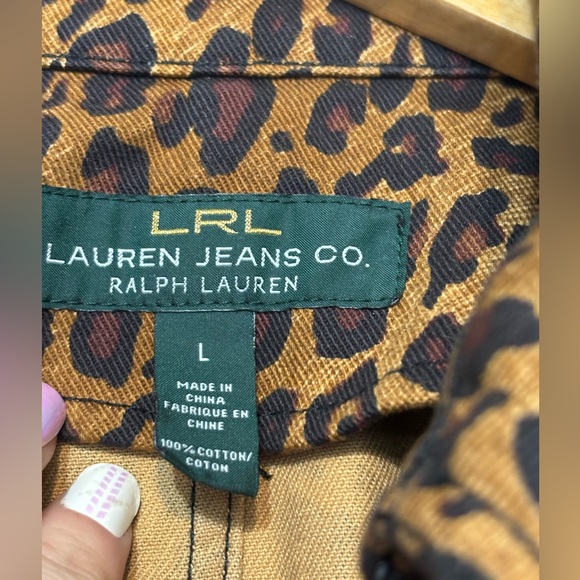 LRL
LAUREN JEANS CO.
RALPH LAUREN
L
MADE IN
CHINA
FABRIQUE EN
CHINE
100% COTTON/
COTON